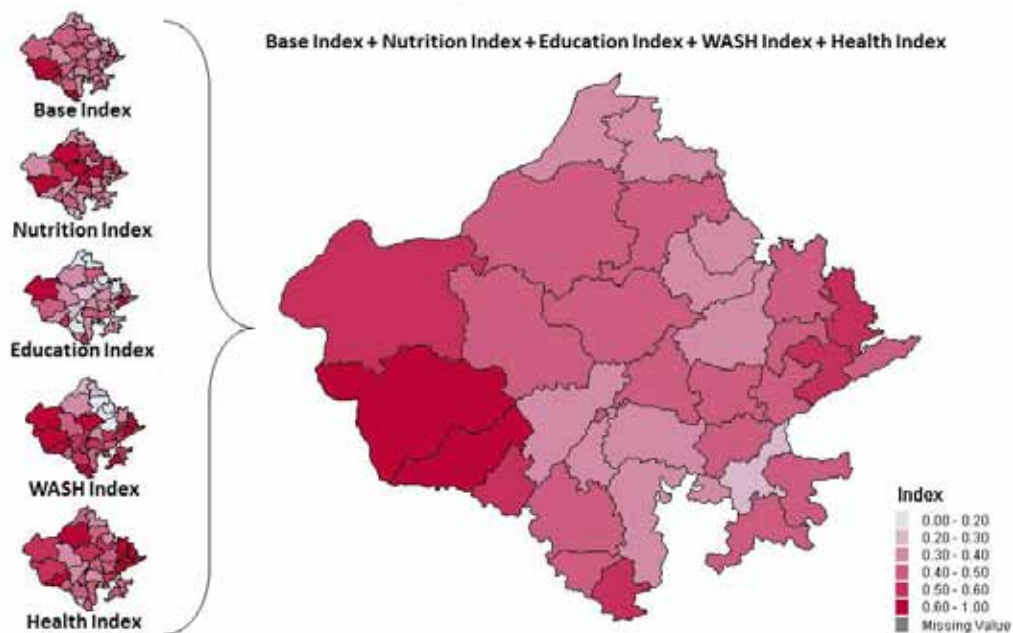 Base Index + Nutrition Index + Education Index + WASH Index + Health Index
Base Index
Nutrition Index
Education Index
WASH Index
Health Index
Index
0.00 - 0.20
0.20 - 0.30
0.30 - 0.40
0.40 - 0.50
0.50 - 0.60
0.60 - 1.00
Missing Value